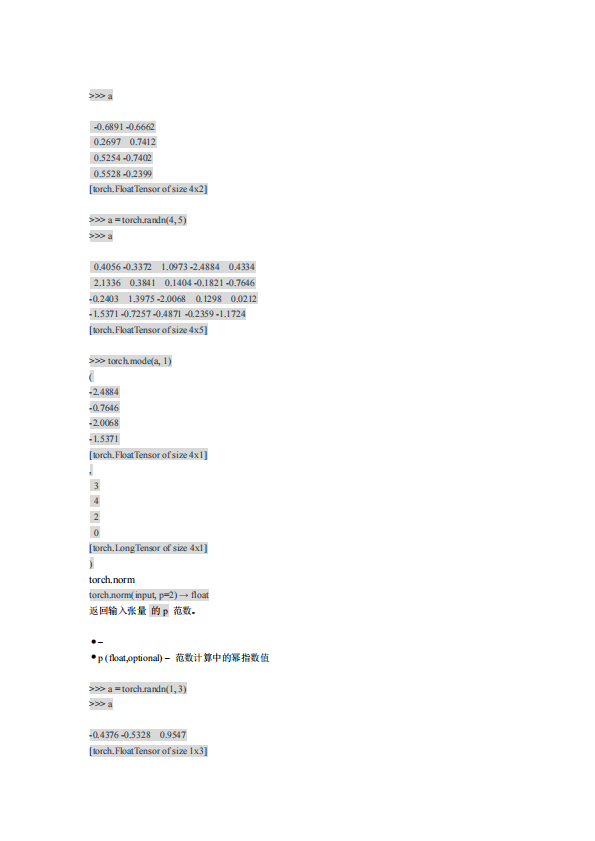 >>> a
-0.6891 -0.6662
0.2697 0.7412
0.5254 -0.7402
0.5528 -0.2399
[torch.FloatTensor of size 4x2]
>>> a = torch.randn(4, 5)
>>> a
0.4056 -0.3372 1.0973 -2.4884 0.4334
2.1336 0.3841 0.1404 -0.1821 -0.7646
-0.2403 1.3975 -2.0068 0.1298 0.0212
-1.5371 -0.7257 -0.4871 -0.2359 -1.1724
[torch.FloatTensor of size 4x5]
>>> torch.mode(a, 1)
(
-2.4884
-0.7646
-2.0068
-1.5371
[torch.FloatTensor of size 4x1]
,
3
4
2
0
[torch.LongTensor of size 4x1]
)
torch.norm
torch.norm(input, p=2) → float
返回输入张量 的 p 范数。
● –
● p (float,optional) – 范数计算中的幂指数值
>>> a = torch.randn(1, 3)
>>> a
-0.4376 -0.5328 0.9547
[torch.FloatTensor of size 1x3]